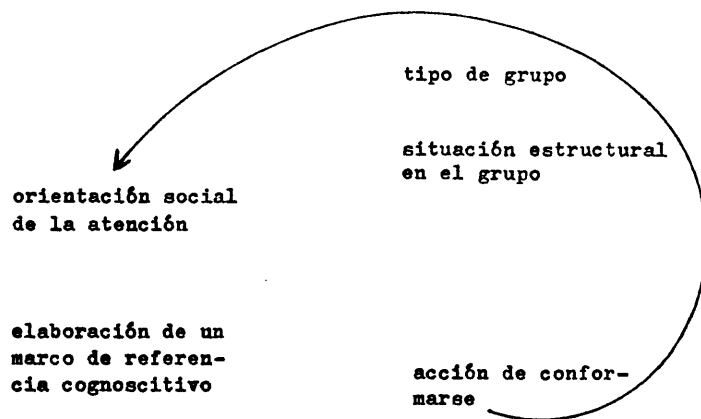 tipo de grupo
situación estructural
en el grupo
orientación social
de la atención
elaboración de un
marco de referen-
cia cognoscitivo
acción de confor-
marse